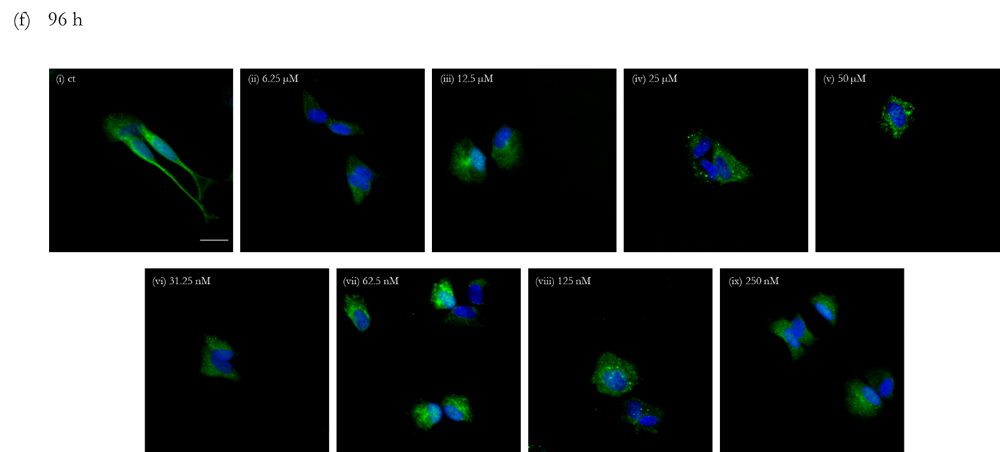 (f) 96 h
(i) ct
(ii) 6.25 μM
(iii) 12.5 μM
(iv) 25 μM
(v) 50 μM
(vi) 31.25 nM
(vii) 62.5 nM
(viii) 125 nM
(ix) 250 nM